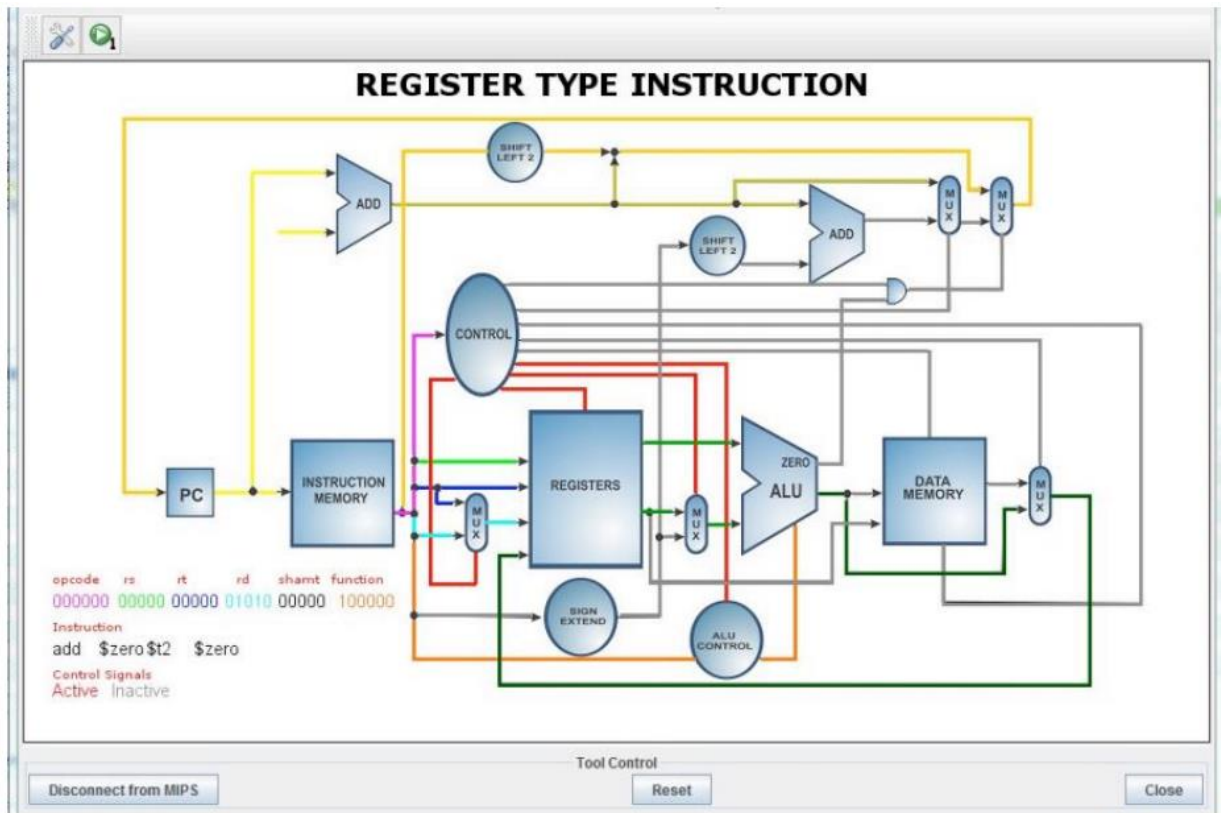 1
REGISTER TYPE INSTRUCTION
SHIFT
LEFT 2
ADD
MUX
MUX
SHIFT
LEFT 2
ADD
CONTROL
PC
INSTRUCTION
MEMORY
MUX
REGISTERS
MUX
ZERO
ALU
DATA
MEMORY
MUX
SIGN
EXTEND
ALU
CONTROL
opcode rs rt rd shamt function
000000 00000 00000 01010 00000 100000
Instruction
add $zero $t2 $zero
Control Signals
Active Inactive
Tool Control
Disconnect from MIPS Reset Close